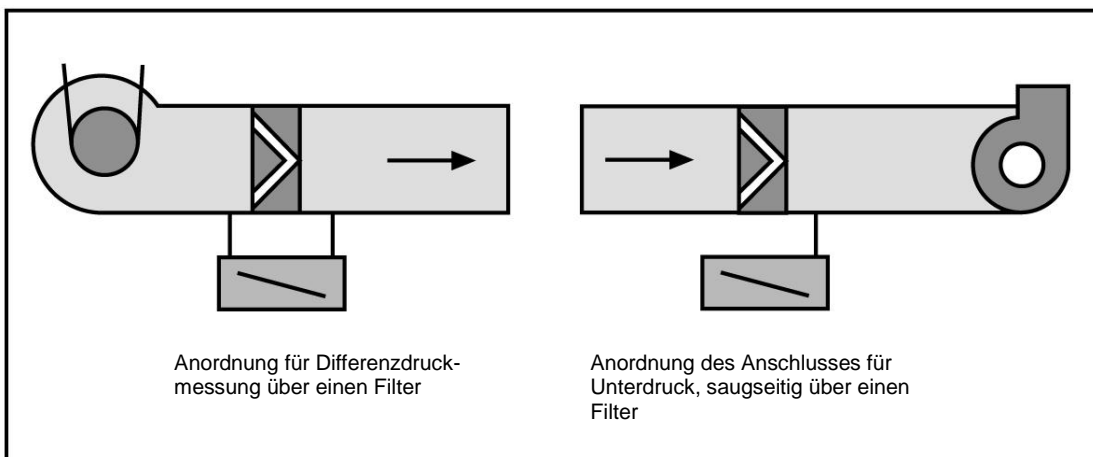 Anordnung für Differenzdruck-
messung über einen Filter
Anordnung des Anschlusses für
Unterdruck, saugseitig über einen
Filter